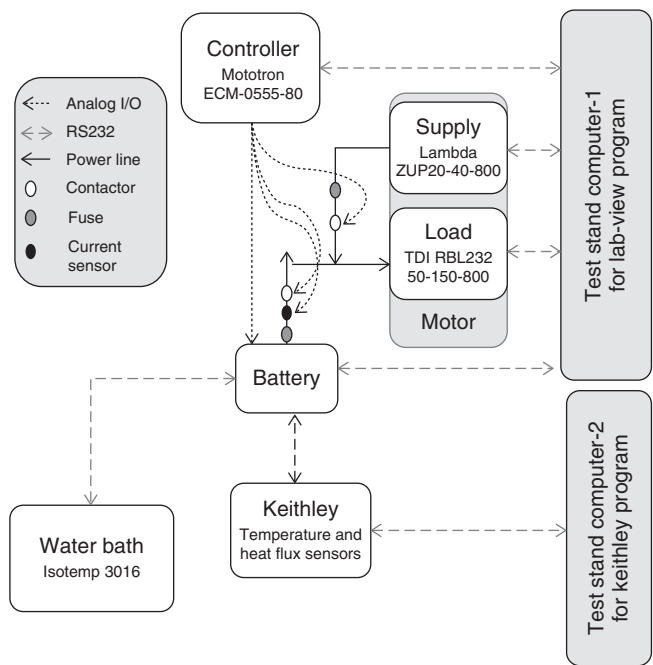 Controller
Mototron
ECM-0555-80
Analog I/O
RS232
Power line
Contactor
Fuse
Current
sensor
Supply
Lambda
ZUP20-40-800
Load
TDI RBL232
50-150-800
Motor
Test stand computer-1
for lab-view program
Battery
Keithley
Temperature and
heat flux sensors
Water bath
Isotemp 3016
Test stand computer-2
for keithley program